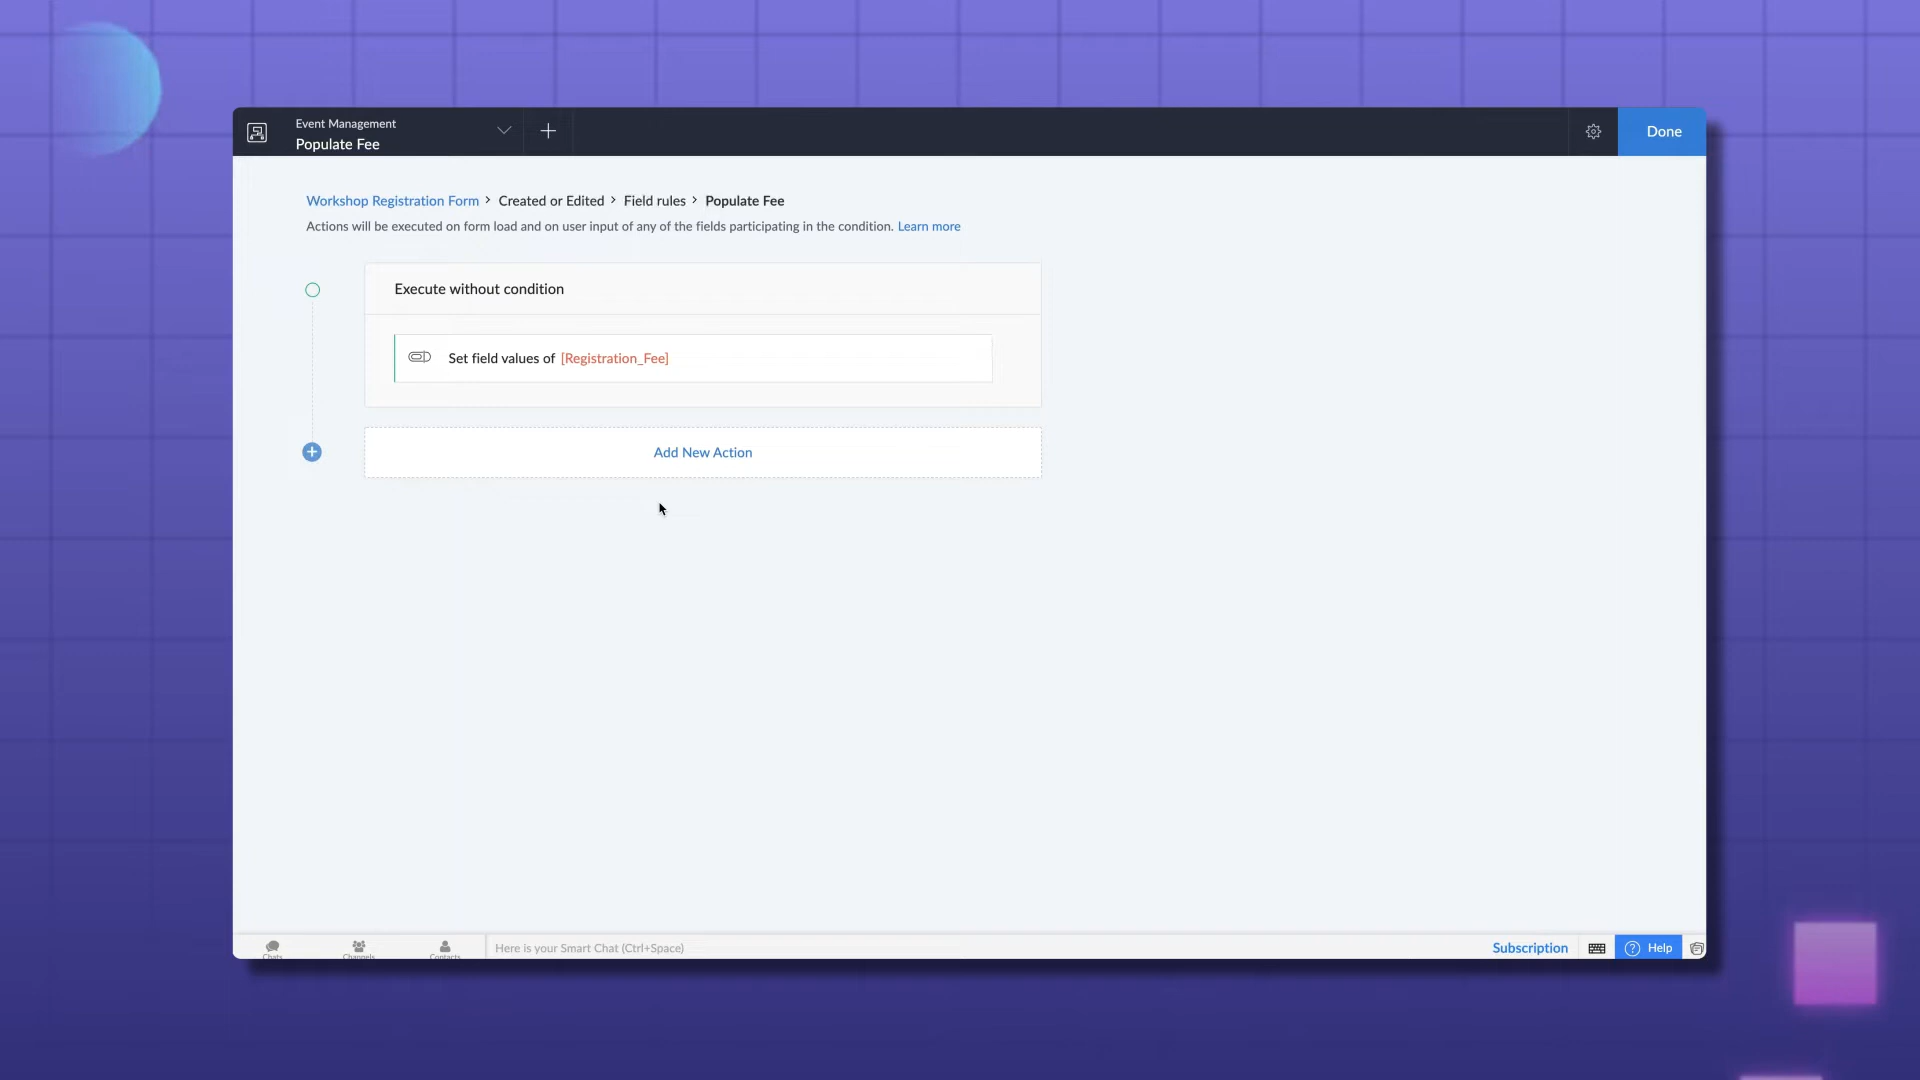 Event Management
Populate Fee
Done
Workshop Registration Form > Created or Edited > Field rules > Populate Fee
Actions will be executed on form load and on user input of any of the fields participating in the condition. Learn more
Execute without condition
Set field values of [Registration_Fee]
Add New Action
Chats
Channels
Contacts
Here is your Smart Chat (Ctrl+Space)
Subscription
Help